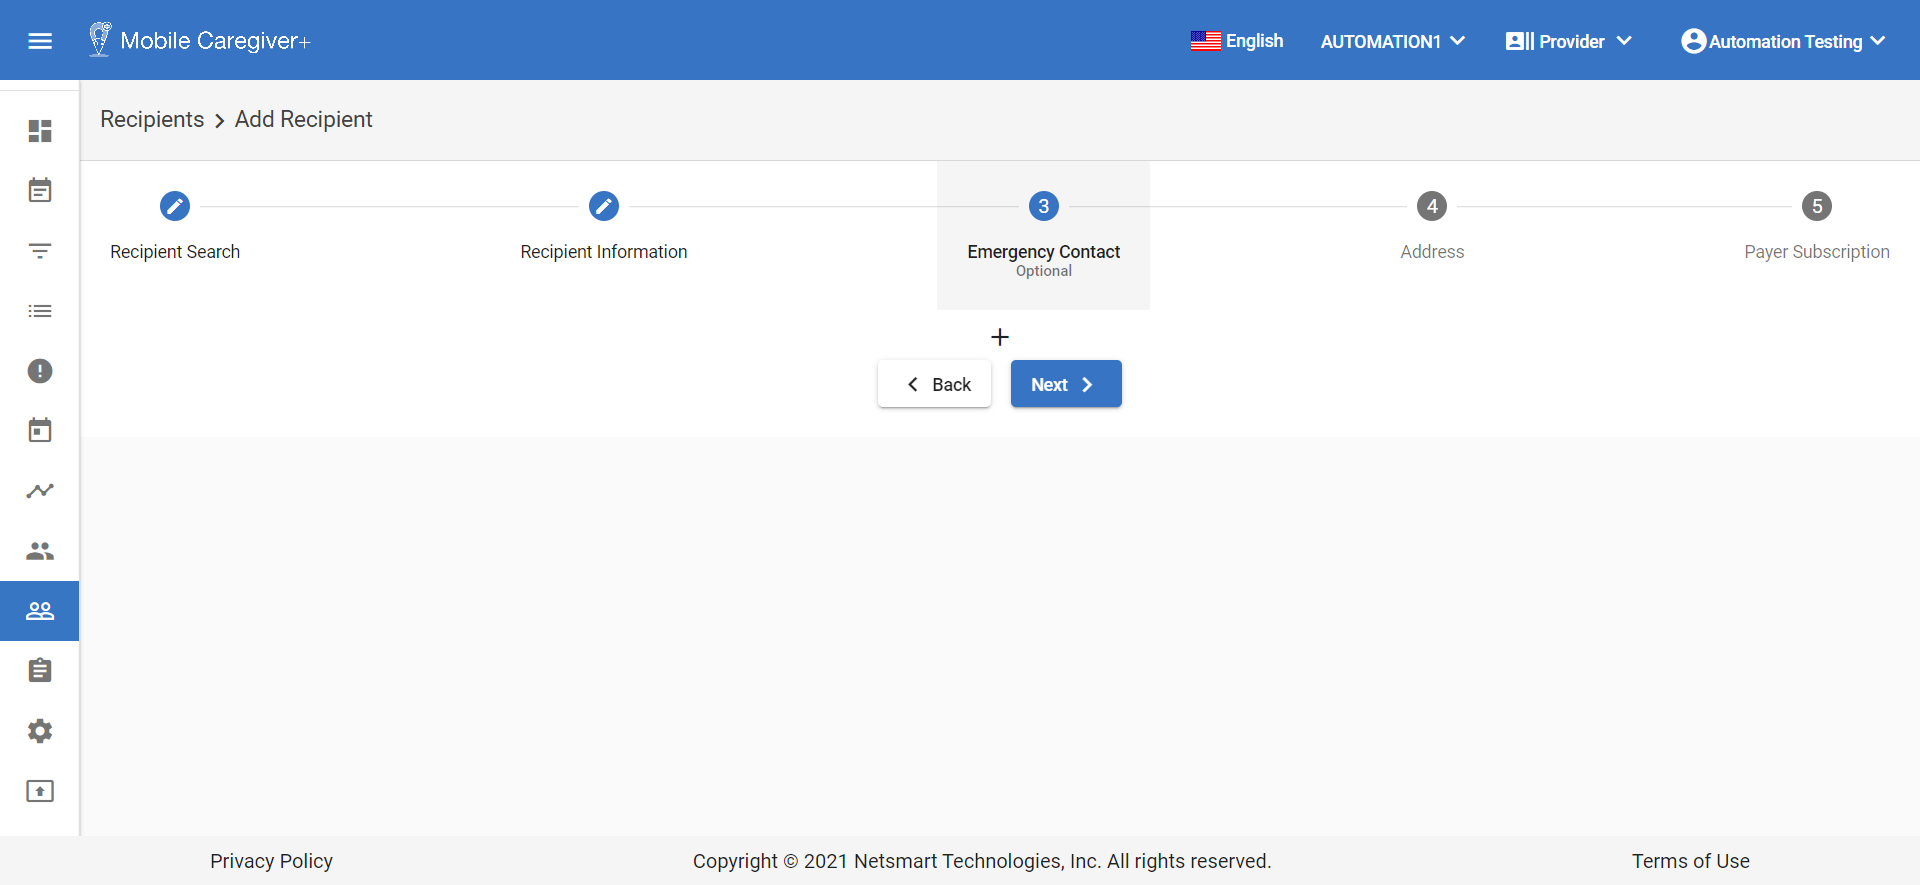 Mobile Caregiver+
English
AUTOMATION1
Provider
Automation Testing
Recipients > Add Recipient
3
4
5
Recipient Search
Recipient Information
Emergency Contact
Optional
Address
Payer Subscription
+
Back
Next
Privacy Policy
Copyright © 2021 Netsmart Technologies, Inc. All rights reserved.
Terms of Use